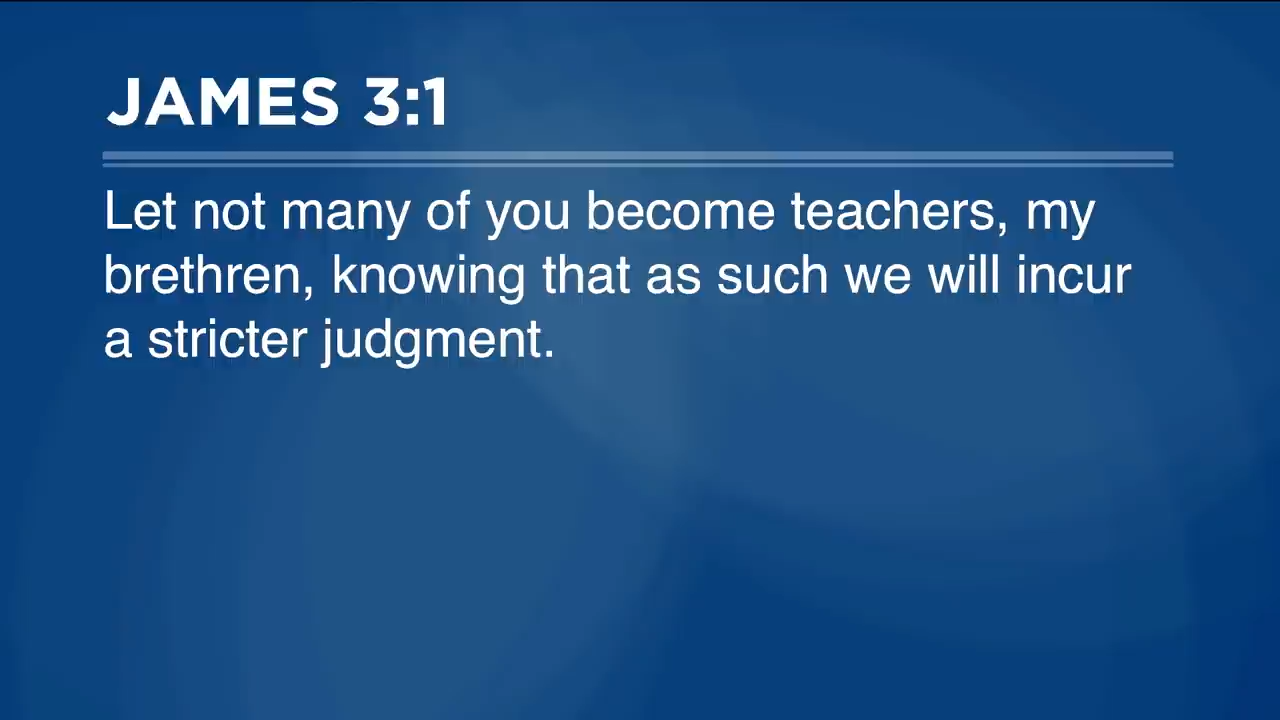 JAMES 3:1
Let not many of you become teachers, my
brethren, knowing that as such we will incur
a stricter judgment.